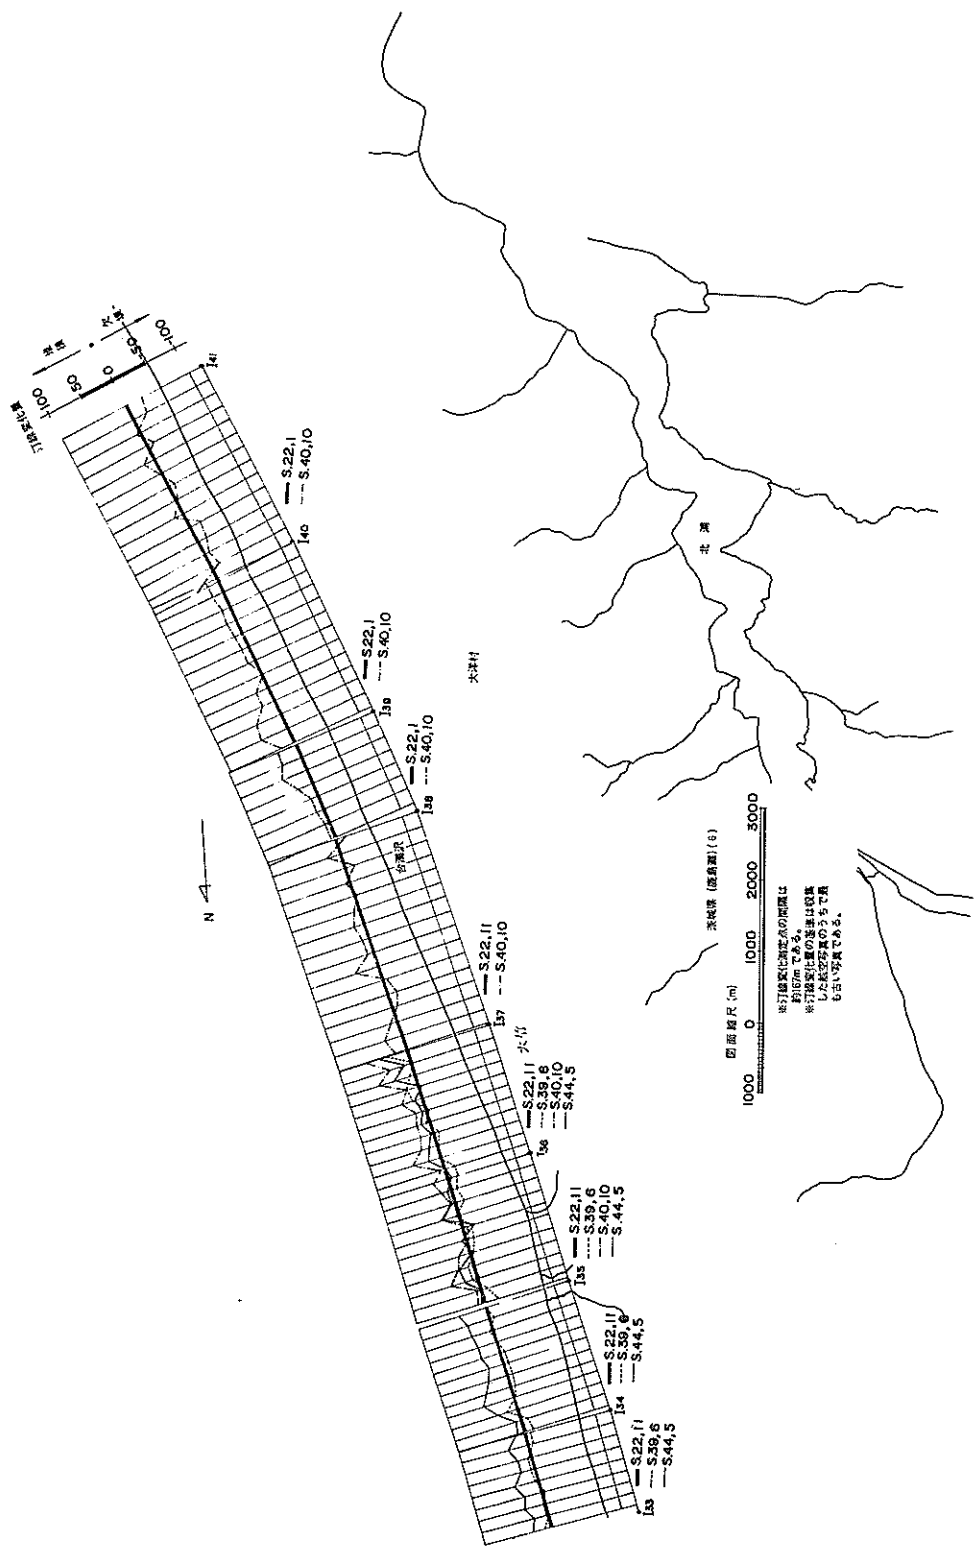 汀線変化量
100
50
0
-50
-100
I41
S.22,1
S.40,10
I40
S.22,1
S.40,10
I39
S.22,1
S.40,10
I38
N
台濁沢
大洋村
北浦
S.22,11
S.40,10
I37
大竹
S.22,11
S.39,6
S.40,10
S.44,5
I36
S.22,11
S.39,6
S.40,10
S.44,5
I35
S.22,11
S.39,6
S.44,5
I34
S.22,11
S.39,6
S.44,5
I33
茨城県 (鹿島灘) (6)
図面縮尺 (m)
1000 0 1000 2000 3000
※汀線変化測定点の間隔は
約167mである。
※汀線変化量の基準は収集
した航空写真のうちで最
も古い写真である。